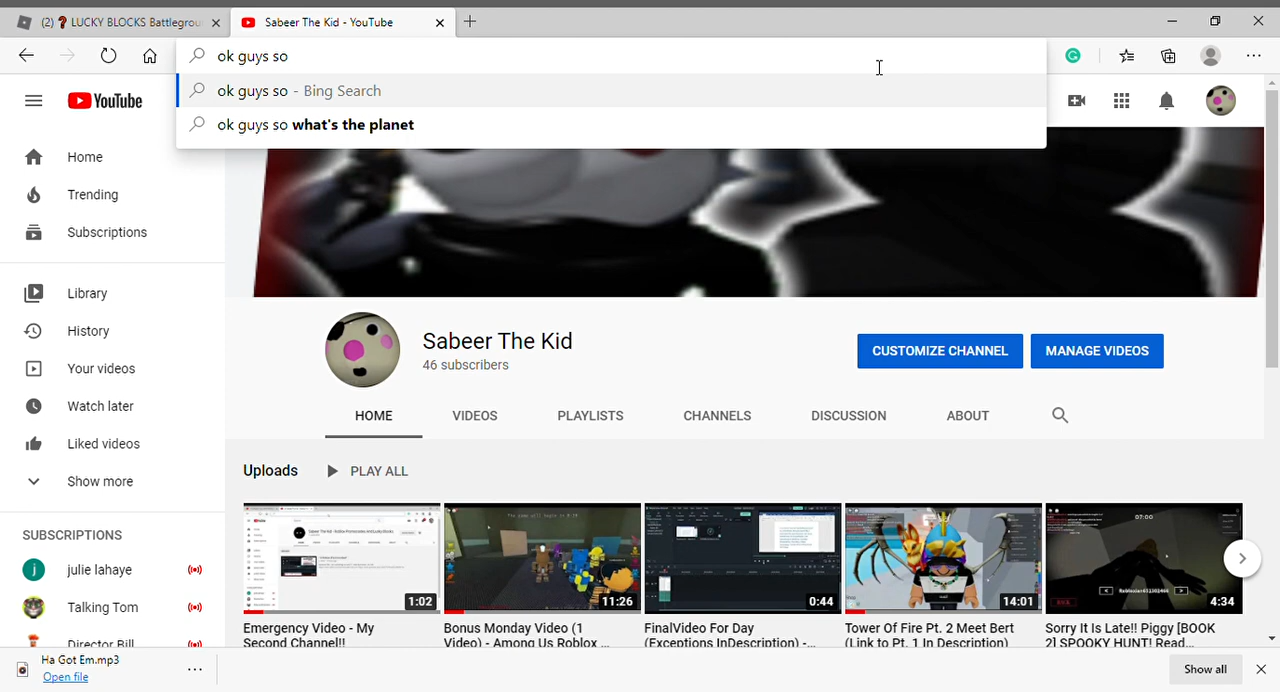 (2) ❓ LUCKY BLOCKS Battlegrou
Sabeer The Kid - YouTube
ok guys so
ok guys so - Bing Search
ok guys so what's the planet
YouTube
Home
Trending
Subscriptions
Library
History
Your videos
Watch later
Liked videos
Show more
SUBSCRIPTIONS
j
julie lahaye
Talking Tom
Director Bill
Sabeer The Kid
46 subscribers
CUSTOMIZE CHANNEL
MANAGE VIDEOS
HOME
VIDEOS
PLAYLISTS
CHANNELS
DISCUSSION
ABOUT
Uploads
PLAY ALL
1:02
11:26
0:44
14:01
07:00
4:34
Emergency Video - My
Second Channel!!
Bonus Monday Video (1
Video) - Among Us Roblox ...
FinalVideo For Day
(Exceptions InDescription) -...
Tower Of Fire Pt. 2 Meet Bert
(Link to Pt. 1 In Description)
Sorry It Is Late!! Piggy [BOOK
2] SPOOKY HUNT! Read...
Ha Got Em.mp3
Open file
Show all